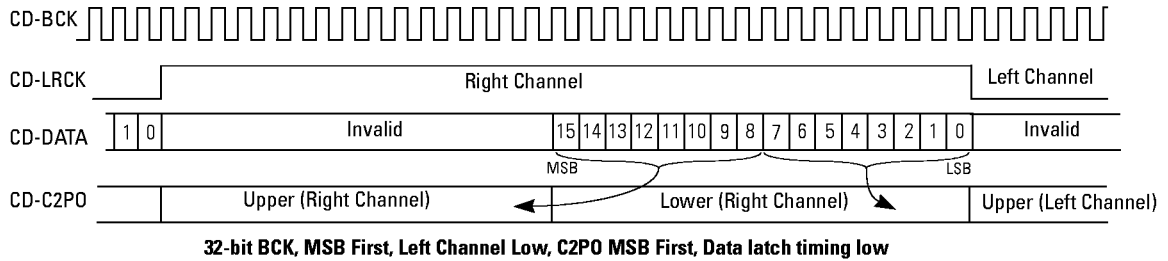 CD-BCK
CD-LRCK Right Channel Left Channel
CD-DATA 1 0 Invalid 15 14 13 12 11 10 9 8 7 6 5 4 3 2 1 0 Invalid
MSB LSB
CD-C2PO Upper (Right Channel) Lower (Right Channel) Upper (Left Channel)
32-bit BCK, MSB First, Left Channel Low, C2PO MSB First, Data latch timing low